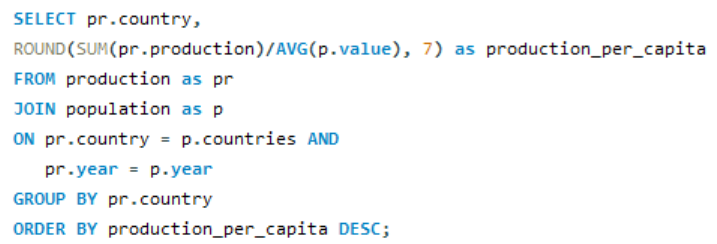 SELECT pr.country,
ROUND(SUM(pr.production)/AVG(p.value), 7) as production_per_capita
FROM production as pr
JOIN population as p
ON pr.country = p.countries AND
pr.year = p.year
GROUP BY pr.country
ORDER BY production_per_capita DESC;